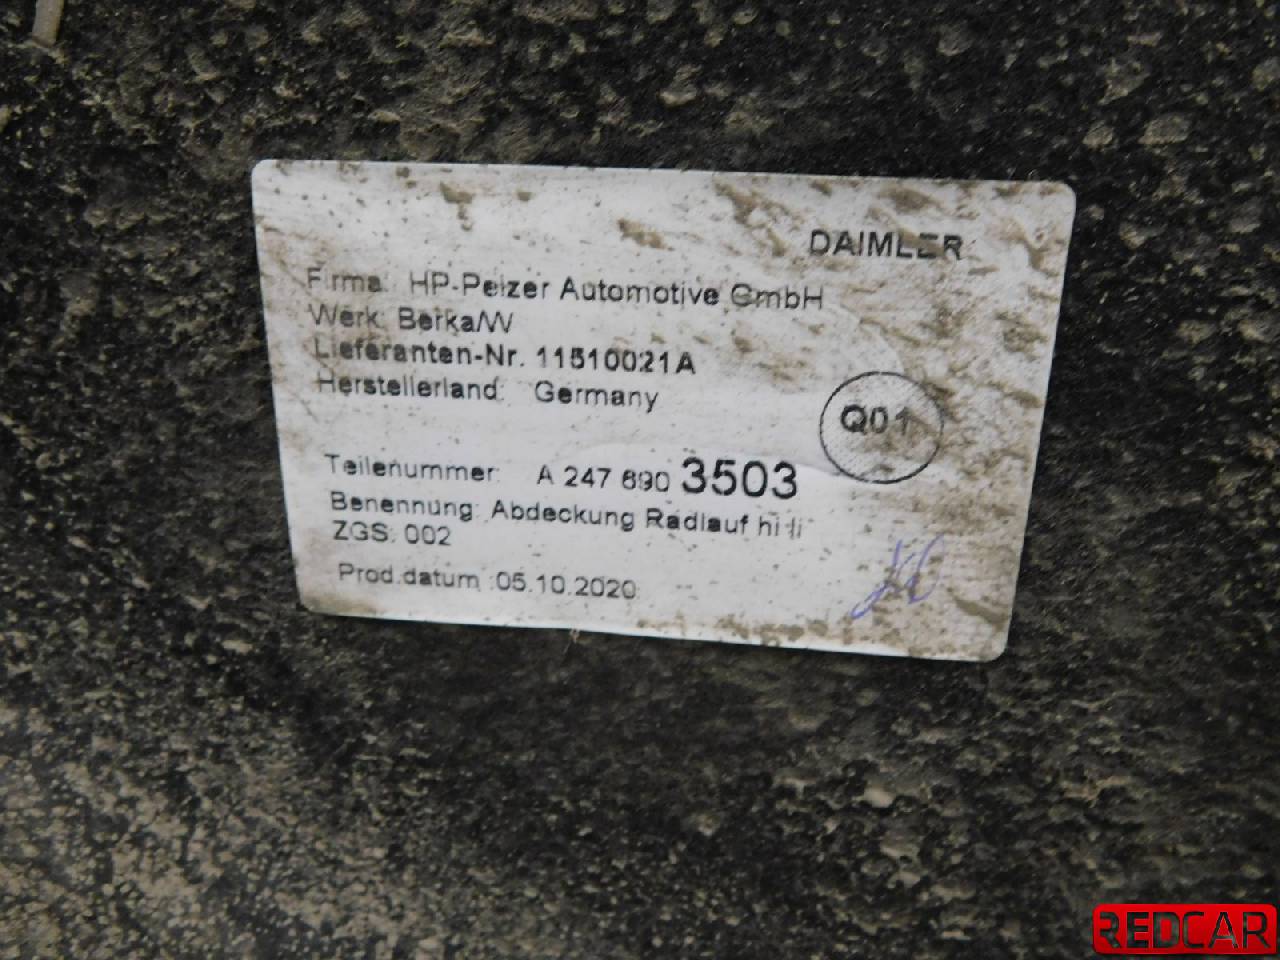 DAIMLER
Firma: HP-Pelzer Automotive GmbH
Werk: Berka/W
Lieferanten-Nr. 11510021A
Herstellerland: Germany
Q01
Teilenummer: A 247 690 3503
Benennung: Abdeckung Radlauf hi li
ZGS: 002
Prod.datum :05.10.2020
REDCAR